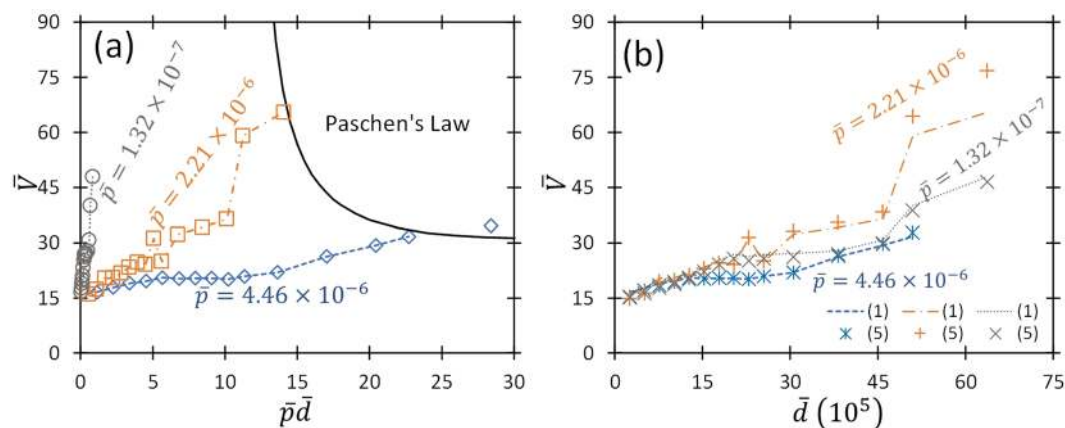 (a)
90
75
60
45
30
15
0
V̄
p̄ = 1.32 × 10⁻⁷
p̄ = 2.21 × 10⁻⁶
p̄ = 4.46 × 10⁻⁶
Paschen's Law
0 5 10 15 20 25 30
p̄d̄
(b)
90
75
60
45
30
15
0
V̄
p̄ = 2.21 × 10⁻⁶
p̄ = 1.32 × 10⁻⁷
p̄ = 4.46 × 10⁻⁶
(1) (1) (1)
(5) (5) (5)
0 15 30 45 60 75
d̄ (10⁵)